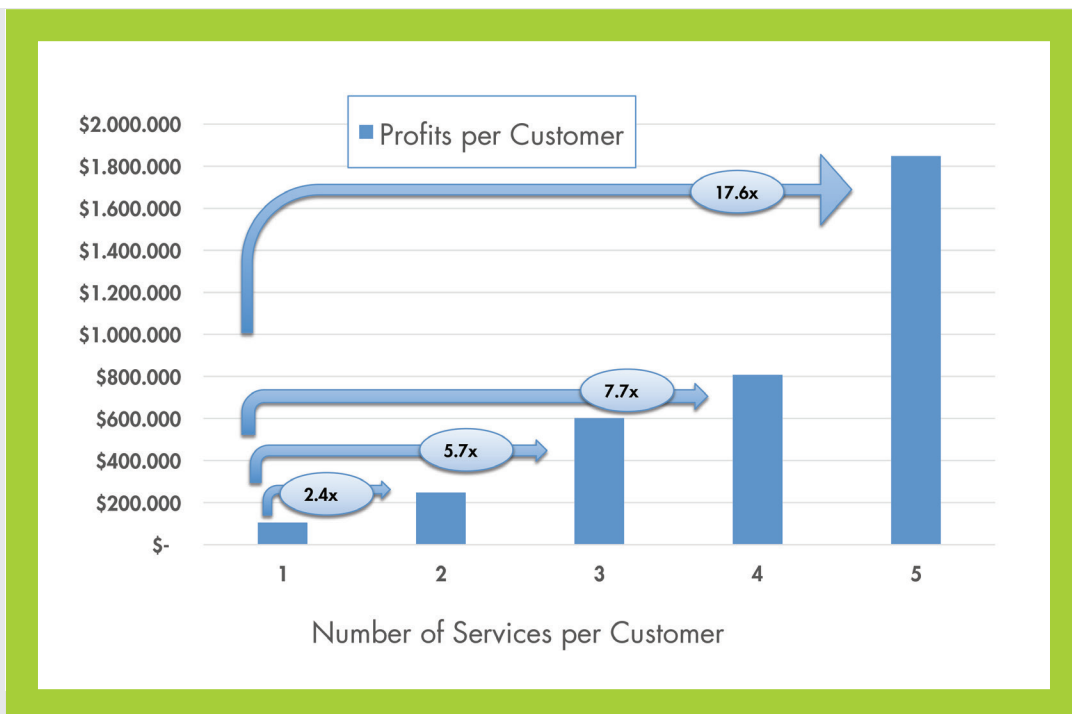 Profits per Customer
$2.000.000
$1.800.000
$1.600.000
$1.400.000
$1.200.000
$1.000.000
$800.000
$600.000
$400.000
$200.000
$-
17.6x
7.7x
5.7x
2.4x
1 2 3 4 5
Number of Services per Customer